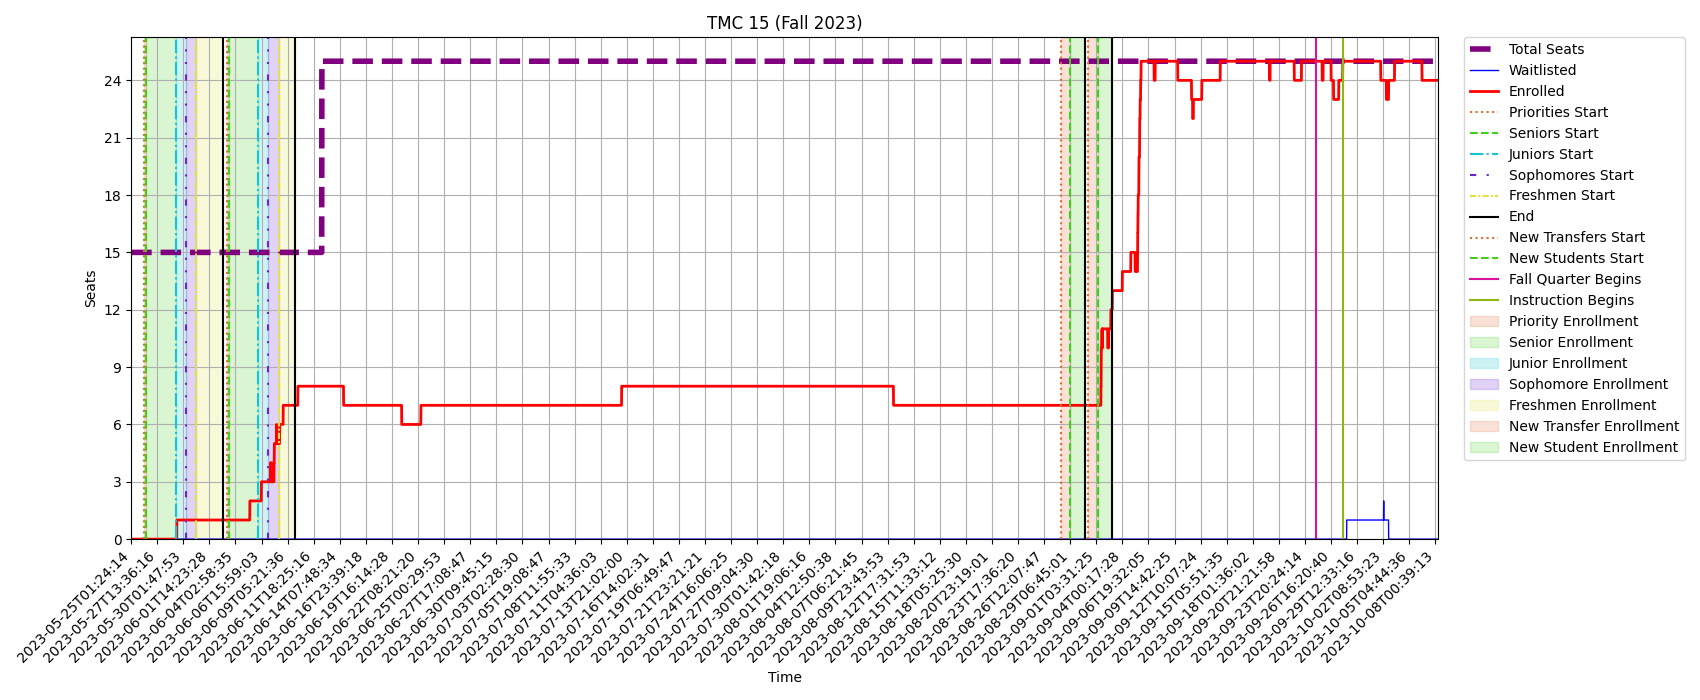 TMC 15 (Fall 2023)
Seats
24
21
18
15
12
9
6
3
0
2023-05-25T01:24:14
2023-05-27T13:36:16
2023-05-30T01:47:53
2023-06-01T14:23:28
2023-06-04T02:58:35
2023-06-06T15:59:03
2023-06-09T05:21:36
2023-06-11T18:25:16
2023-06-14T07:48:34
2023-06-16T23:39:18
2023-06-19T16:14:28
2023-06-22T08:21:20
2023-06-25T00:29:53
2023-06-27T17:08:47
2023-06-30T09:45:15
2023-07-03T02:28:30
2023-07-05T19:08:47
2023-07-08T11:55:33
2023-07-11T04:36:03
2023-07-13T21:02:00
2023-07-16T14:02:31
2023-07-19T06:49:47
2023-07-21T23:21:21
2023-07-24T16:06:25
2023-07-27T09:04:30
2023-07-30T01:42:18
2023-08-01T19:06:16
2023-08-04T12:50:38
2023-08-07T06:21:45
2023-08-09T23:43:53
2023-08-12T17:31:53
2023-08-15T11:33:12
2023-08-18T05:25:30
2023-08-20T23:19:01
2023-08-23T17:36:20
2023-08-26T12:07:47
2023-08-29T06:45:01
2023-09-01T03:31:25
2023-09-04T00:17:28
2023-09-06T19:32:05
2023-09-09T14:42:25
2023-09-12T10:07:24
2023-09-15T05:51:35
2023-09-18T01:36:02
2023-09-20T21:21:58
2023-09-23T20:24:14
2023-09-26T16:20:40
2023-09-29T12:33:16
2023-10-02T08:53:23
2023-10-05T04:44:36
2023-10-08T00:39:13
Time
Total Seats
Waitlisted
Enrolled
Priorities Start
Seniors Start
Juniors Start
Sophomores Start
Freshmen Start
End
New Transfers Start
New Students Start
Fall Quarter Begins
Instruction Begins
Priority Enrollment
Senior Enrollment
Junior Enrollment
Sophomore Enrollment
Freshmen Enrollment
New Transfer Enrollment
New Student Enrollment